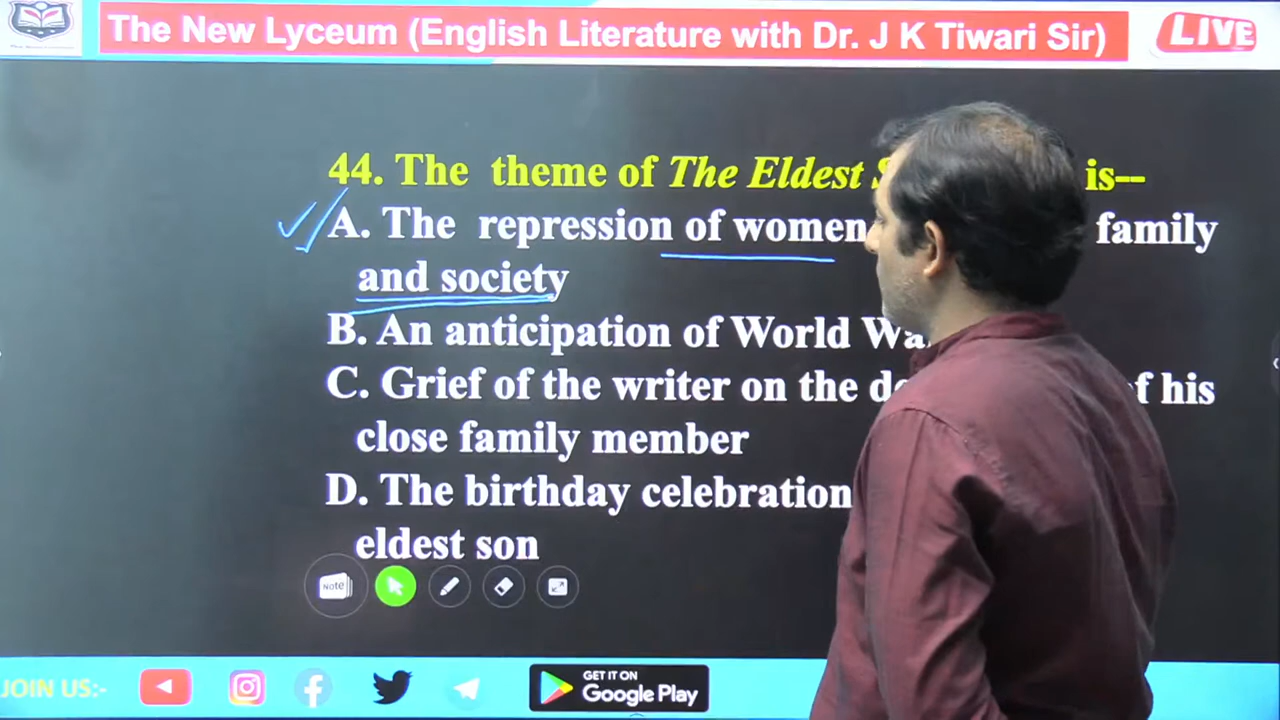 The New Lyceum (English Literature with Dr. J K Tiwari Sir)
LIVE
44. The theme of The Eldest is--
A. The repression of women family
and society
B. An anticipation of World
C. Grief of the writer on the his
close family member
D. The birthday celebration
eldest son
Note
JOIN US:-
GET IT ON
Google Play